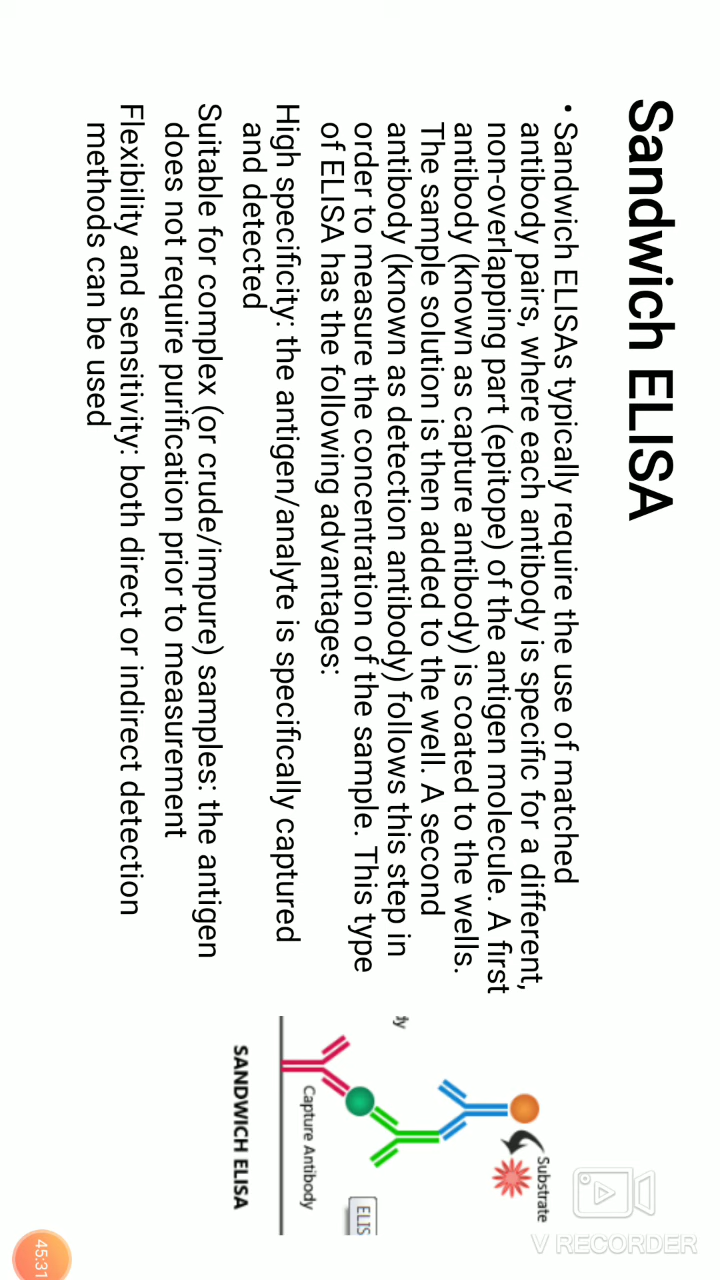 Sandwich ELISA
• Sandwich ELISAs typically require the use of matched
antibody pairs, where each antibody is specific for a different,
non-overlapping part (epitope) of the antigen molecule. A first
antibody (known as capture antibody) is coated to the wells.
The sample solution is then added to the well. A second
antibody (known as detection antibody) follows this step in
order to measure the concentration of the sample. This type
of ELISA has the following advantages:
High specificity: the antigen/analyte is specifically captured
and detected
Suitable for complex (or crude/impure) samples: the antigen
does not require purification prior to measurement
Flexibility and sensitivity: both direct or indirect detection
methods can be used
Substrate
ELIS
Capture Antibody
SANDWICH ELISA
V RECORDER
45:31